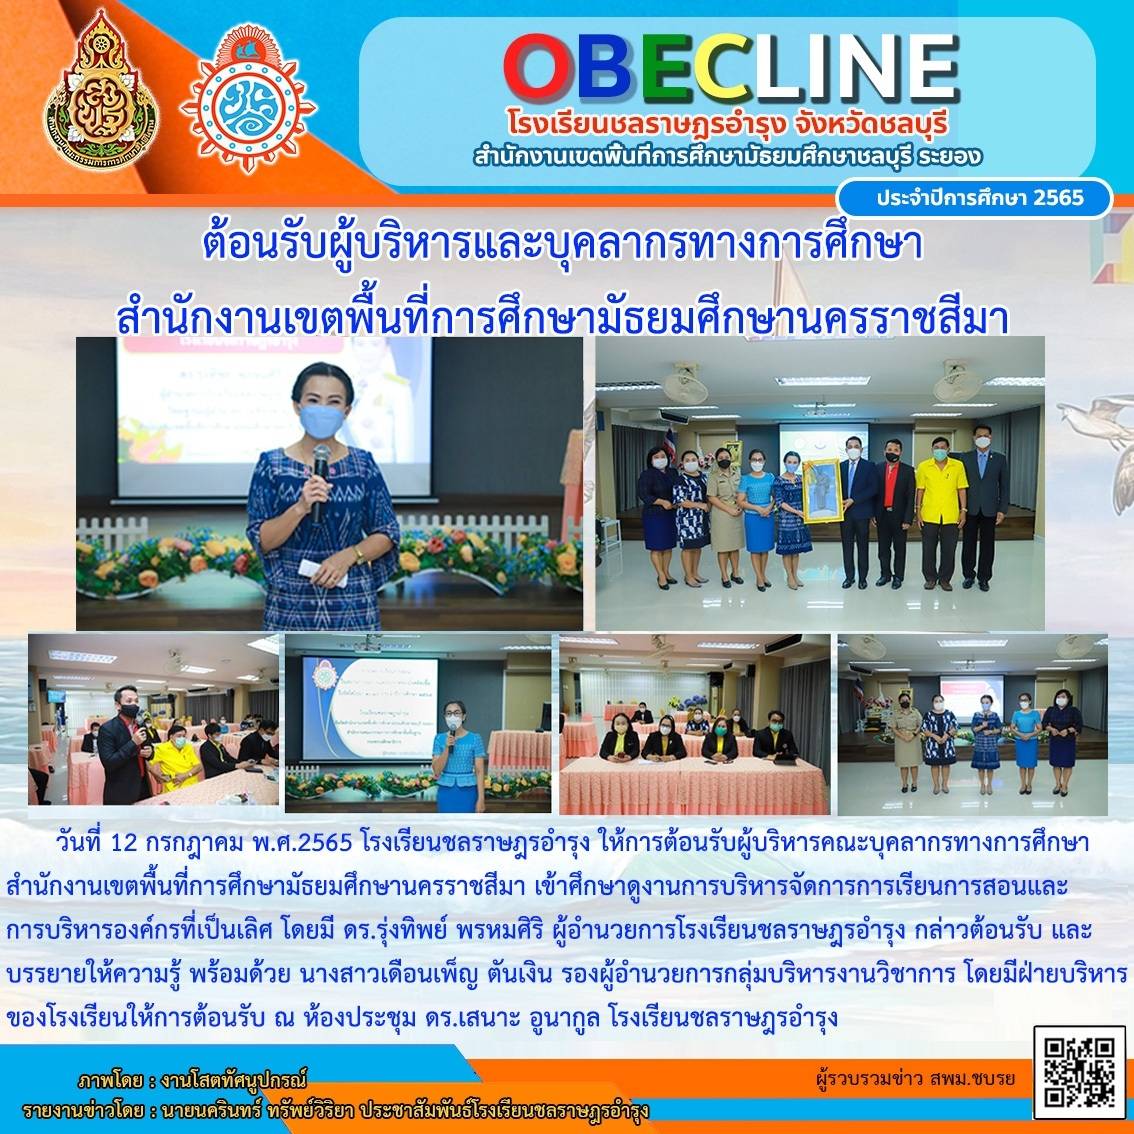 OBECLINE
โรงเรียนชลราษฎรอำรุง จังหวัดชลบุรี
สำนักงานเขตพื้นที่การศึกษามัธยมศึกษาชลบุรี ระยอง
ประจำปีการศึกษา 2565
ต้อนรับผู้บริหารและบุคลากรทางการศึกษา
สำนักงานเขตพื้นที่การศึกษามัธยมศึกษานครราชสีมา
วันที่ 12 กรกฎาคม พ.ศ.2565 โรงเรียนชลราษฎรอำรุง ให้การต้อนรับผู้บริหารคณะบุคลากรทางการศึกษา
สำนักงานเขตพื้นที่การศึกษามัธยมศึกษานครราชสีมา เข้าศึกษาดูงานการบริหารจัดการการเรียนการสอนและ
การบริหารองค์กรที่เป็นเลิศ โดยมี ดร.รุ่งทิพย์ พรหมศิริ ผู้อำนวยการโรงเรียนชลราษฎรอำรุง กล่าวต้อนรับ และ
บรรยายให้ความรู้ พร้อมด้วย นางสาวเดือนเพ็ญ ตันเงิน รองผู้อำนวยการกลุ่มบริหารงานวิชาการ โดยมีฝ่ายบริหาร
ของโรงเรียนให้การต้อนรับ ณ ห้องประชุม ดร.เสนาะ อูนากูล โรงเรียนชลราษฎรอำรุง
ภาพโดย : งานโสตทัศนูปกรณ์
รายงานข่าวโดย : นายนครินทร์ ทรัพย์วิริยา ประชาสัมพันธ์โรงเรียนชลราษฎรอำรุง
ผู้รวบรวมข่าว สพม.ชบรย